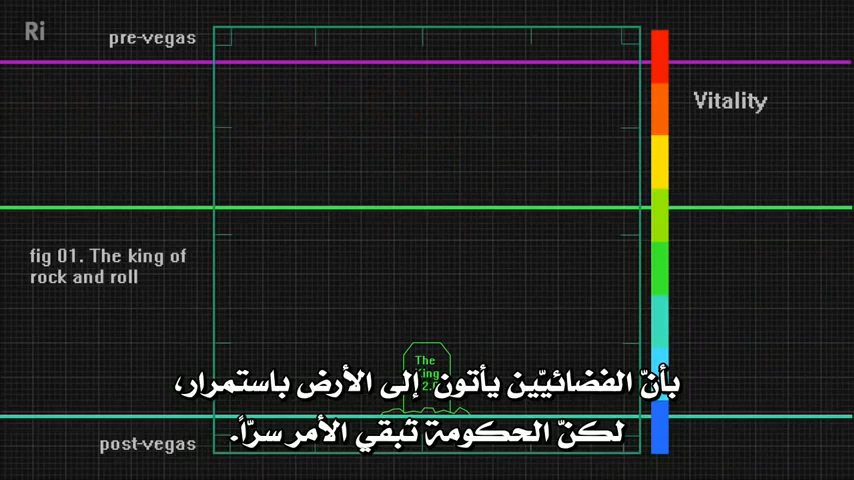 Ri
pre-vegas
Vitality
fig 01. The king of
rock and roll
The
بأنّ الفضائيّين يأتون إلى الأرض باستمرار،
لكنّ الحكومة تُبقي الأمر سرّاً.
post-vegas